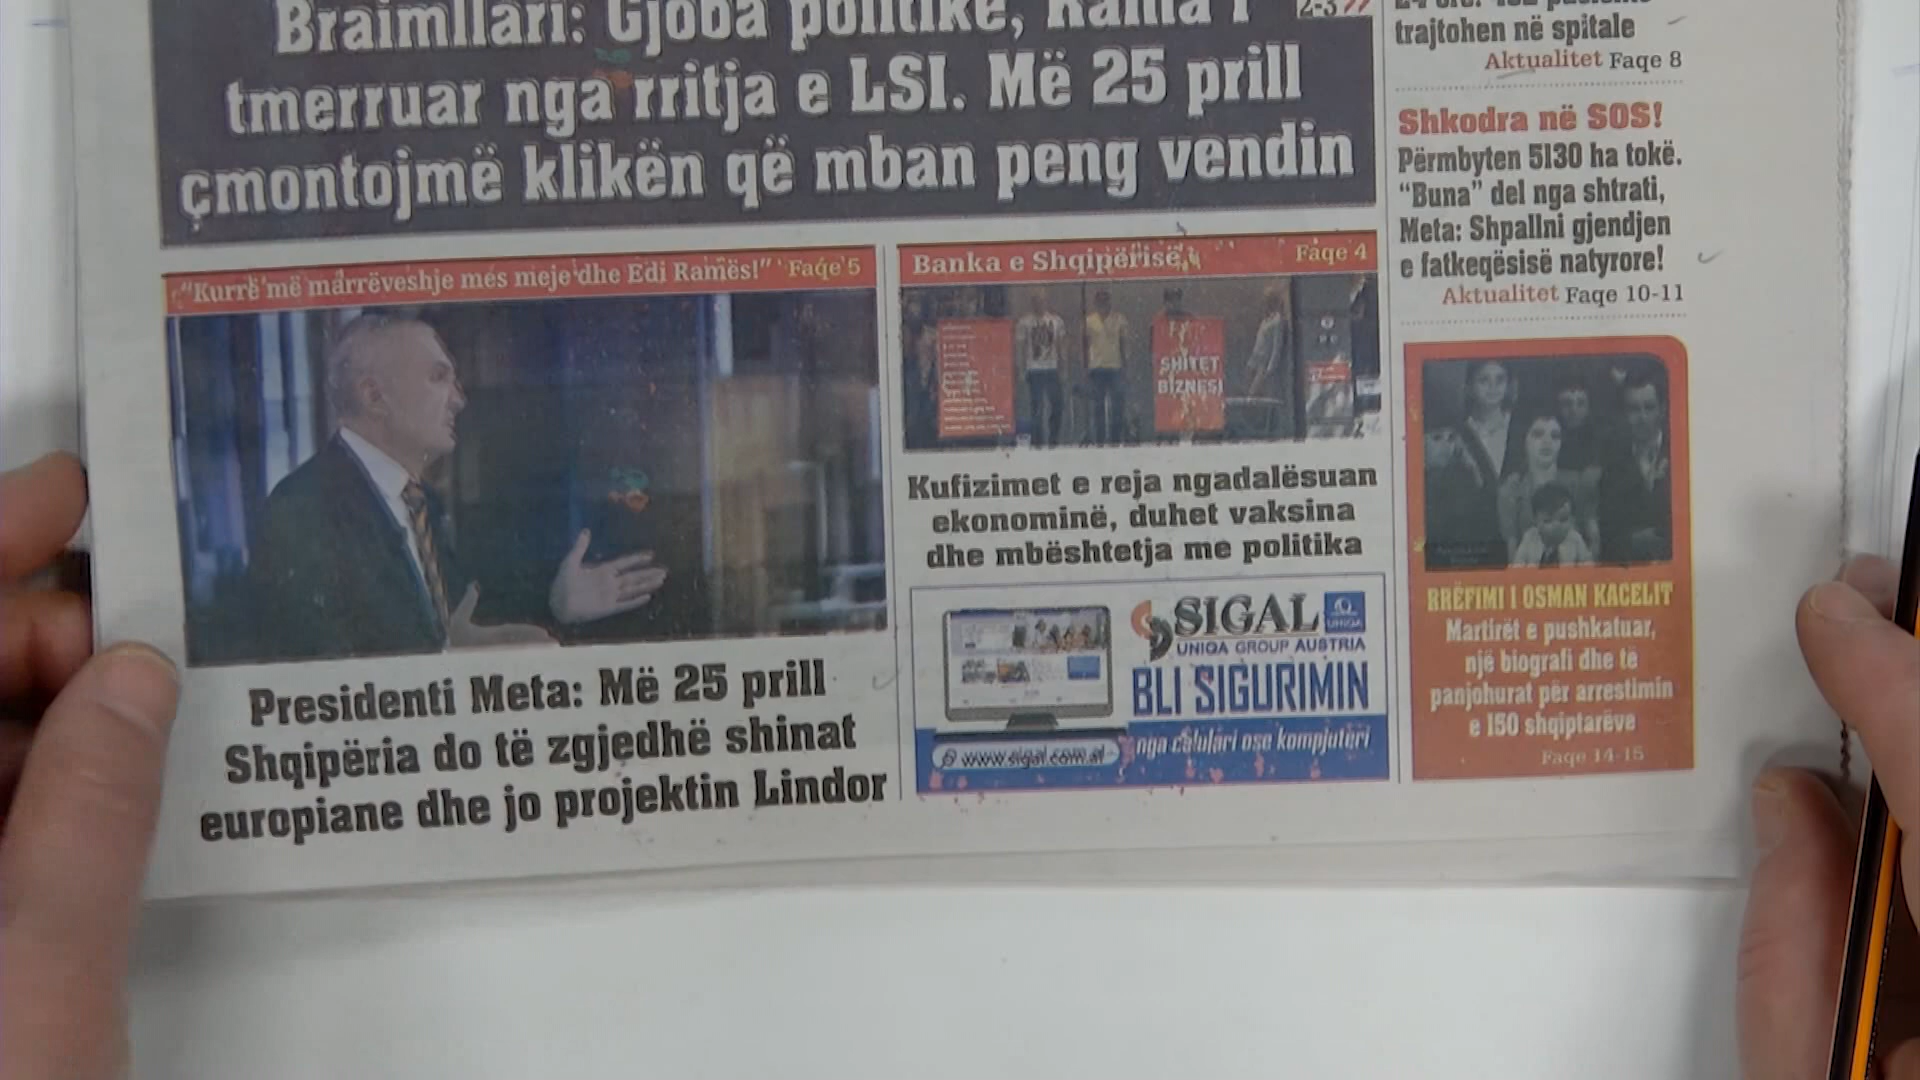 Braimllari: Gjoba politike, Rama i
tmerruar nga rritja e LSI. Më 25 prill
çmontojmë klikën që mban peng vendin
2-3
trajtohen në spitale
Aktualitet Faqe 8
Shkodra në SOS!
Përmbyten 5130 ha tokë.
"Buna" del nga shtrati,
Meta: Shpallni gjendjen
e fatkeqësisë natyrore!
Aktualitet Faqe 10-11
"Kurrë më marrëveshje mes meje dhe Edi Ramës!" Faqe 5
Presidenti Meta: Më 25 prill
Shqipëria do të zgjedhë shinat
europiane dhe jo projektin Lindor
Banka e Shqipërisë Faqe 4
SHITET
BIZNESI
Kufizimet e reja ngadalësuan
ekonominë, duhet vaksina
dhe mbështetja me politika
SIGAL
UNIQA
UNIQA GROUP AUSTRIA
BLI SIGURIMIN
nga celulari ose kompjuteri
www.sigal.com.al
RRËFIMI I OSMAN KACELIT
Martirët e pushkatuar,
një biografi dhe të
panjohurat për arrestimin
e 150 shqiptarëve
Faqe 14-15